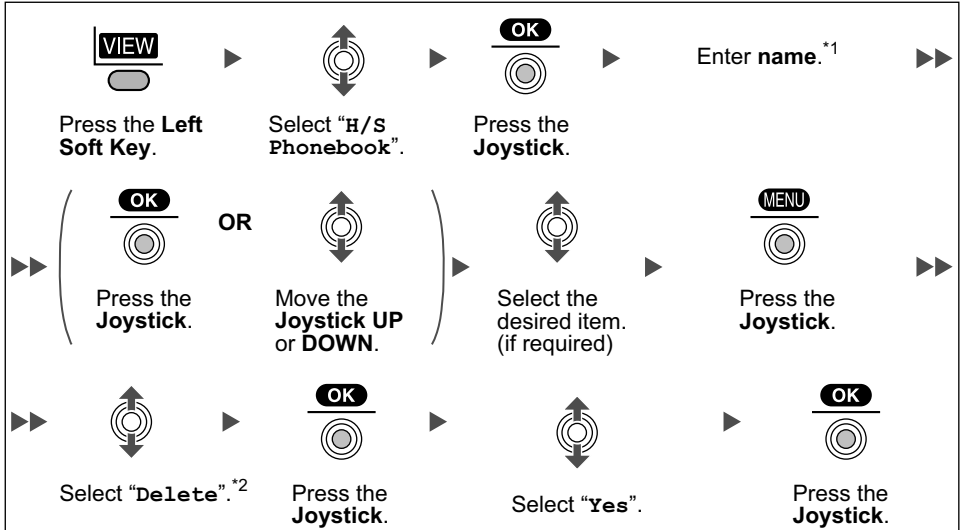 VIEW
OK
Enter name.*1
Press the Left
Soft Key.
Select “H/S
Phonebook”.
Press the
Joystick.
OK
OR
MENU
Press the
Joystick.
Move the
Joystick UP
or DOWN.
Select the
desired item.
(if required)
Press the
Joystick.
OK
OK
Select “Delete”.*2
Press the
Joystick.
Select “Yes”.
Press the
Joystick.